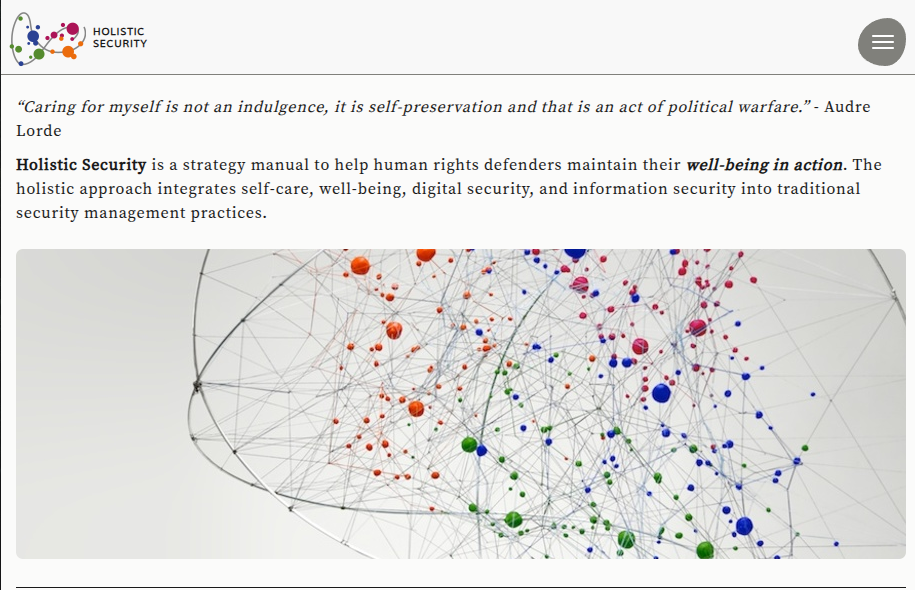 HOLISTIC
SECURITY
“Caring for myself is not an indulgence, it is self-preservation and that is an act of political warfare.” - Audre
Lorde
Holistic Security is a strategy manual to help human rights defenders maintain their well-being in action. The
holistic approach integrates self-care, well-being, digital security, and information security into traditional
security management practices.